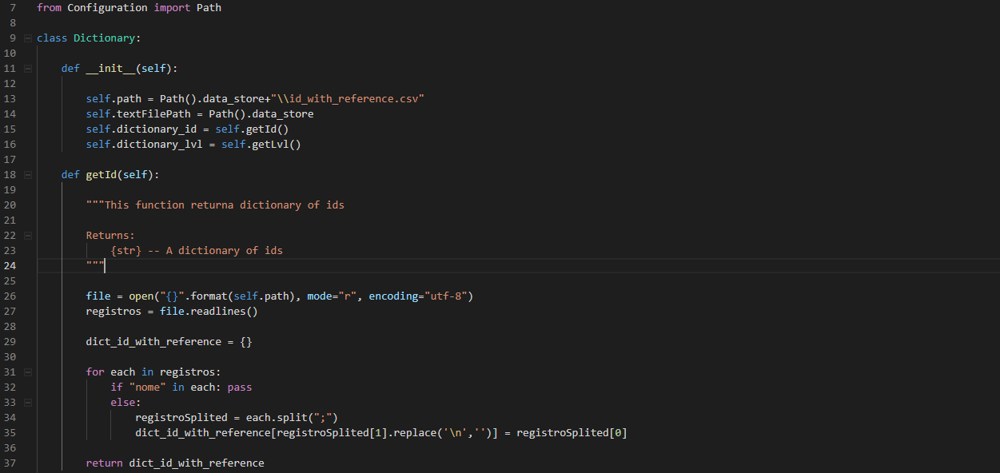 7 from Configuration import Path
8
9 class Dictionary:
10
11     def __init__(self):
12
13         self.path = Path().data_store+"\\id_with_reference.csv"
14         self.textFilePath = Path().data_store
15         self.dictionary_id = self.getId()
16         self.dictionary_lvl = self.getLvl()
17
18     def getId(self):
19
20         """This function returna dictionary of ids
21
22         Returns:
23             {str} -- A dictionary of ids
24         """
25
26         file = open("{}".format(self.path), mode="r", encoding="utf-8")
27         registros = file.readlines()
28
29         dict_id_with_reference = {}
30
31         for each in registros:
32             if "nome" in each: pass
33             else:
34                 registroSplited = each.split(";")
35                 dict_id_with_reference[registroSplited[1].replace('\n','')] = registroSplited[0]
36
37         return dict_id_with_reference